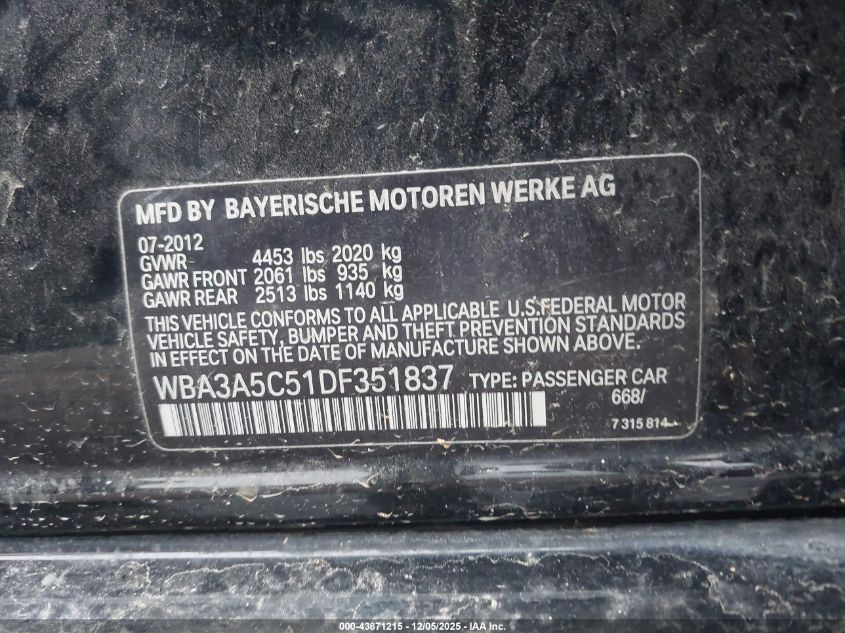 MFD BY BAYERISCHE MOTOREN WERKE AG
07-2012
GVWR 4453 lbs 2020 kg
GAWR FRONT 2061 lbs 935 kg
GAWR REAR 2513 lbs 1140 kg
THIS VEHICLE CONFORMS TO ALL APPLICABLE U.S.FEDERAL MOTOR
VEHICLE SAFETY, BUMPER AND THEFT PREVENTION STANDARDS
IN EFFECT ON THE DATE OF MANUFACTURE SHOWN ABOVE.
WBA3A5C51DF351837 TYPE: PASSENGER CAR
668/
7 315 814
000-43871215 - 12/05/2025 - IAA Inc.